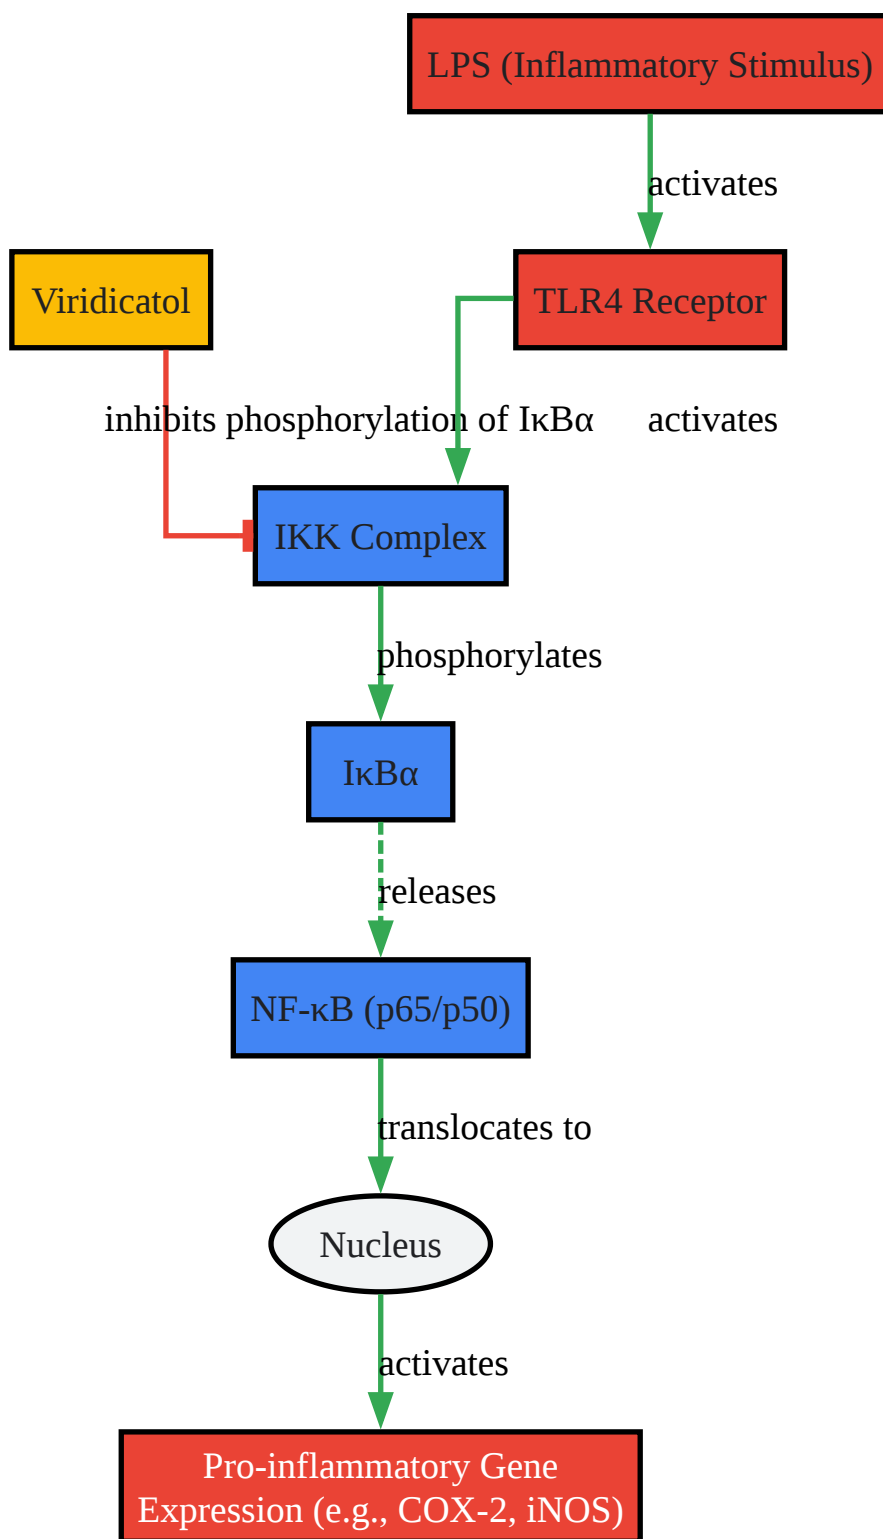 LPS (Inflammatory Stimulus)
activates
Viridicatol
TLR4 Receptor
inhibits phosphorylation of IκBα
activates
IKK Complex
phosphorylates
IκBα
releases
NF-κB (p65/p50)
translocates to
Nucleus
activates
Pro-inflammatory Gene
Expression (e.g., COX-2, iNOS)